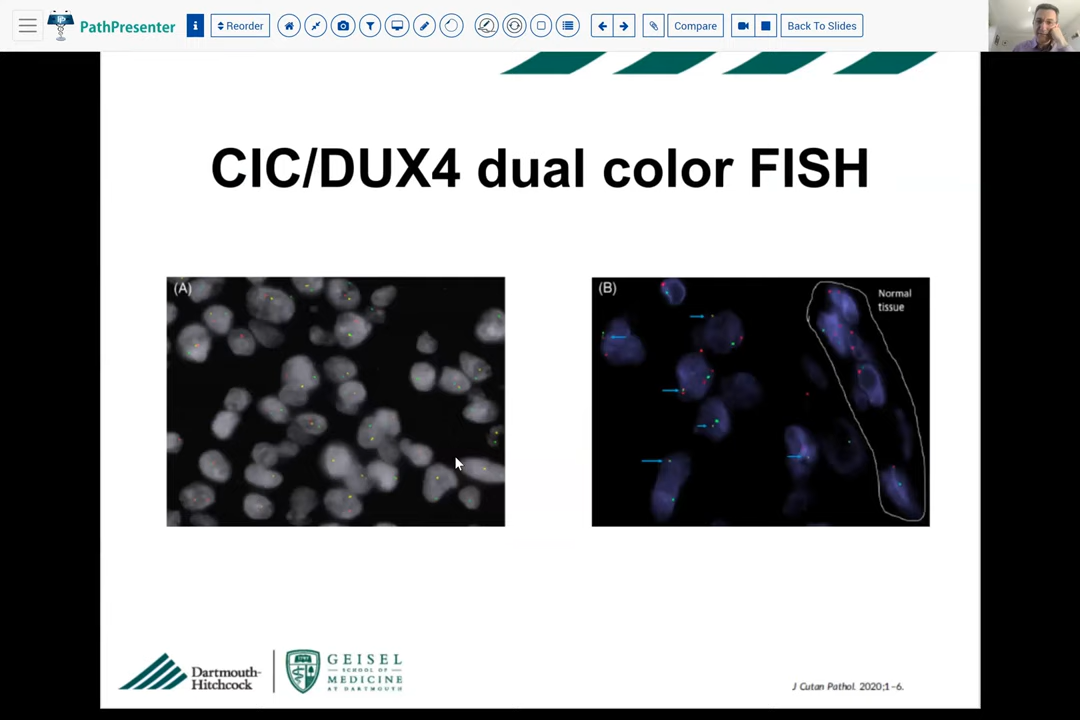 PathPresenter
i
Reorder
Compare
Back To Slides
CIC/DUX4 dual color FISH
(A)
(B)
Normal
tissue
Dartmouth-
Hitchcock
GEISEL
SCHOOL OF
MEDICINE
AT DARTMOUTH
J Cutan Pathol. 2020;1–6.